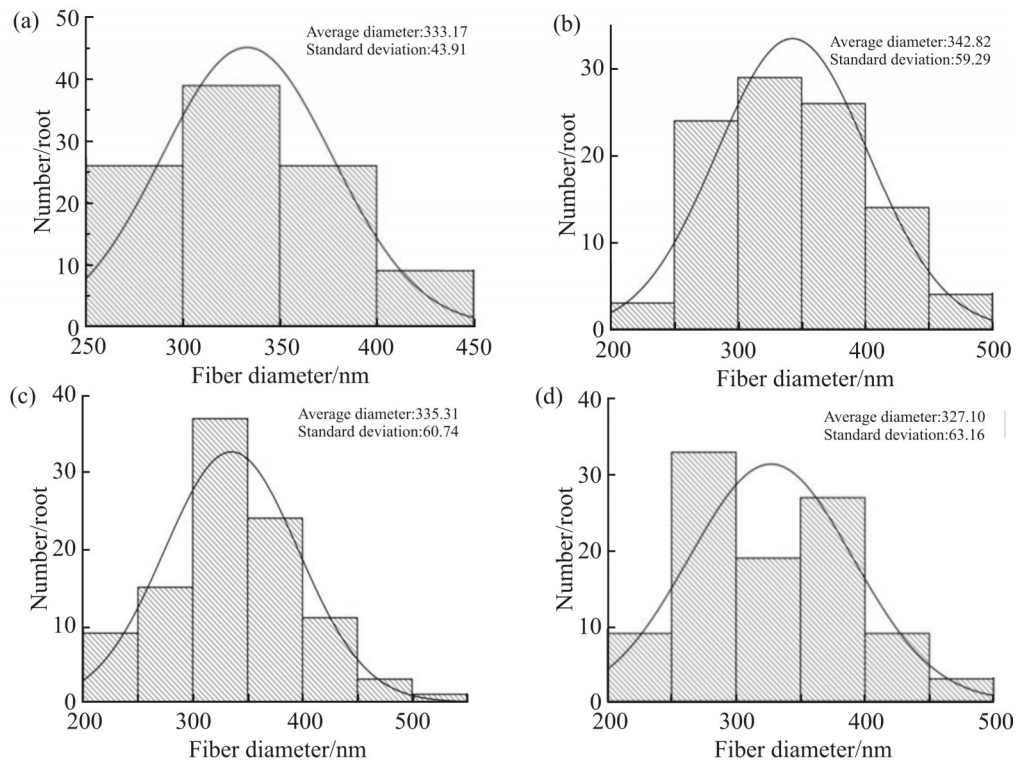 (a)
50
40
30
20
10
0
Number/root
Average diameter:333.17
Standard deviation:43.91
250 300 350 400 450
Fiber diameter/nm
(b)
30
20
10
0
Number/root
Average diameter:342.82
Standard deviation:59.29
200 300 400 500
Fiber diameter/nm
(c)
40
30
20
10
0
Number/root
Average diameter:335.31
Standard deviation:60.74
200 300 400 500
Fiber diameter/nm
(d)
40
30
20
10
0
Number/root
Average diameter:327.10
Standard deviation:63.16
200 300 400 500
Fiber diameter/nm